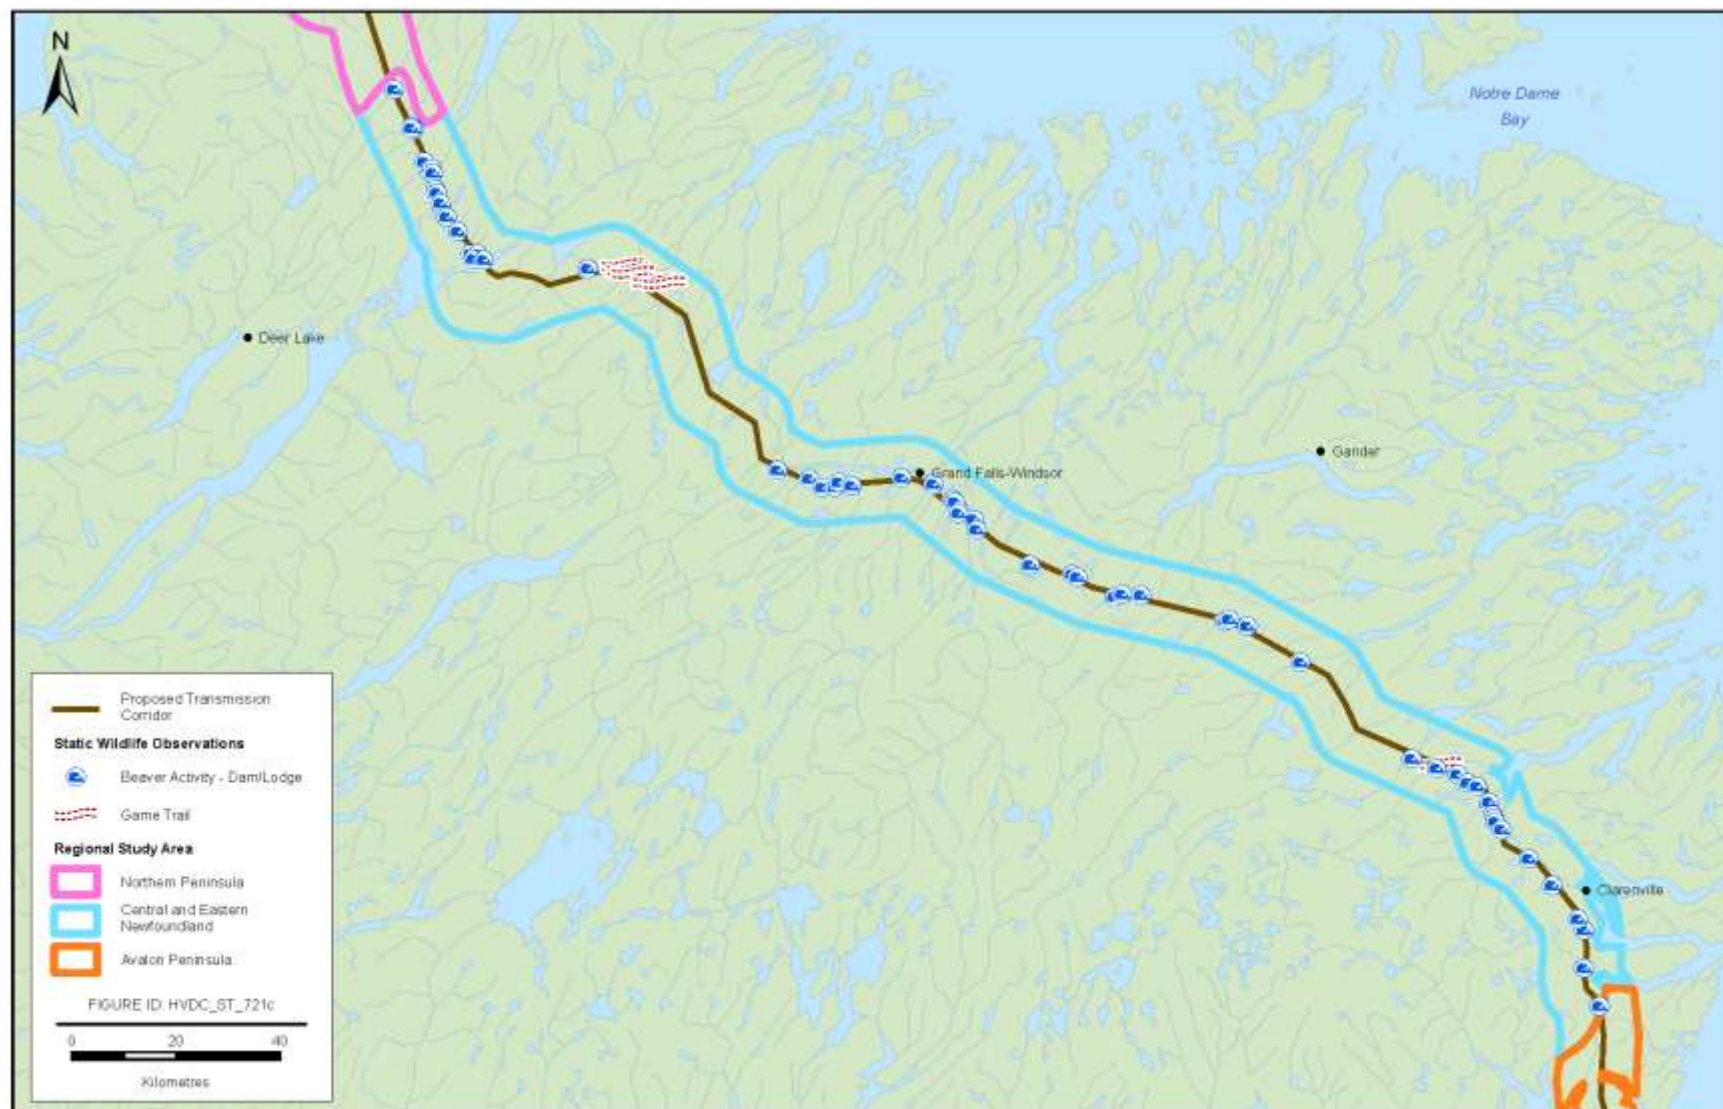 N
Notre Dame
Bay
Deer Lake
Gander
Grand Falls-Windsor
Clarenville
Proposed Transmission
Corridor
Static Wildlife Observations
Beaver Activity - Dam/Lodge
Game Trail
Regional Study Area
Northern Peninsula
Central and Eastern
Newfoundland
Avalon Peninsula
FIGURE ID: HVDC_ST_721c
0 20 40
Kilometres